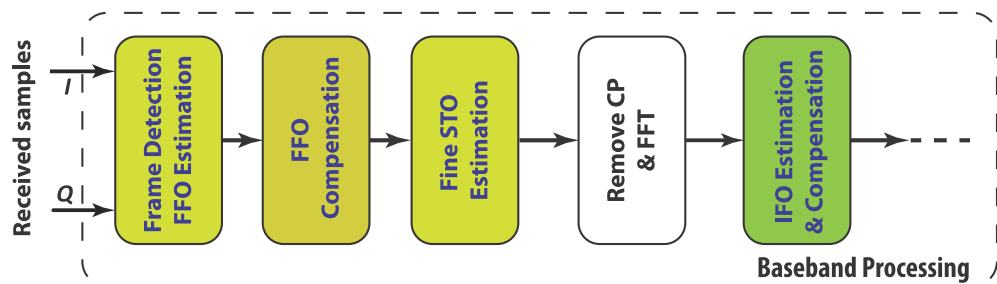 Received samples
I
Q
Frame Detection
FFO Estimation
FFO
Compensation
Fine STO
Estimation
Remove CP
& FFT
IFO Estimation
& Compensation
Baseband Processing